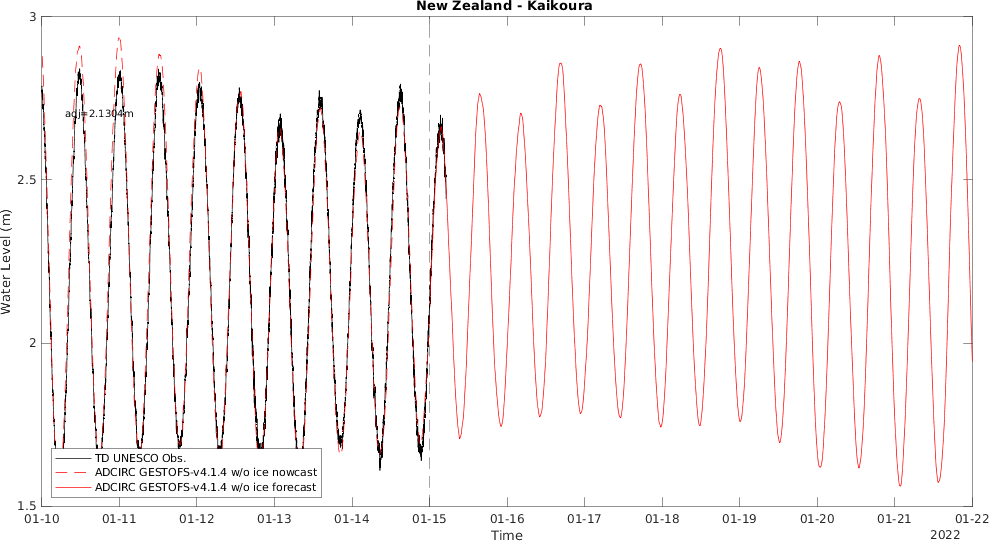 New Zealand - Kaikoura
3
2.5
2
1.5
Water Level (m)
adj=2.1304m
TD UNESCO Obs.
ADCIRC GESTOFS-v4.1.4 w/o ice nowcast
ADCIRC GESTOFS-v4.1.4 w/o ice forecast
01-10 01-11 01-12 01-13 01-14 01-15 01-16 01-17 01-18 01-19 01-20 01-21 01-22
Time
2022